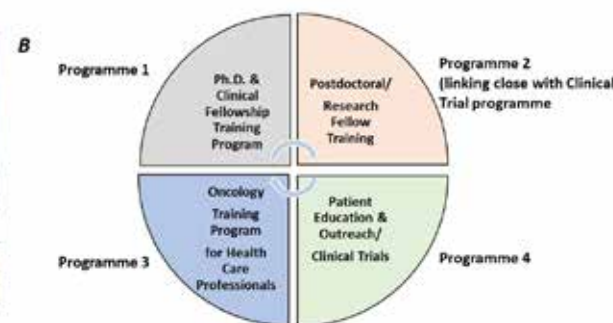 B
Programme 1
Ph.D. &
Clinical
Fellowship
Training
Program
Postdoctoral/
Research
Fellow
Training
Programme 2
(linking close with Clinical
Trial programme
Programme 3
Oncology
Training
Program
for Health
Care
Professionals
Patient
Education &
Outreach/
Clinical Trials
Programme 4